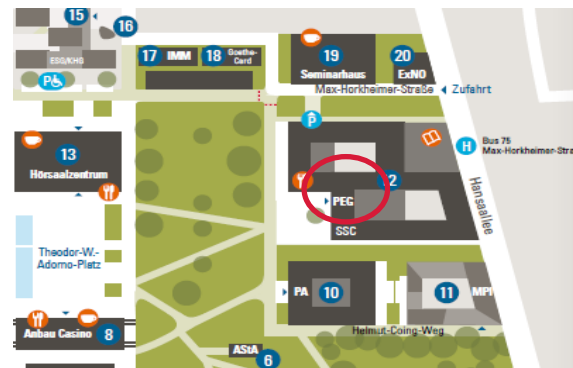 15
16
ESG/KHG
P
17 IMM
18 Goethe-
Card
19
Seminarhaus
20
ExNO
Max-Horkheimer-Straße
Zufahrt
P
H
Bus 75
Max-Horkheimer-Stra
Hansaallee
13
Hörsaalzentrum
2
PEG
SSC
Theodor-W.-
Adorno-Platz
PA 10
11 MPI
Helmut-Coing-Weg
Anbau Casino 8
AStA
6